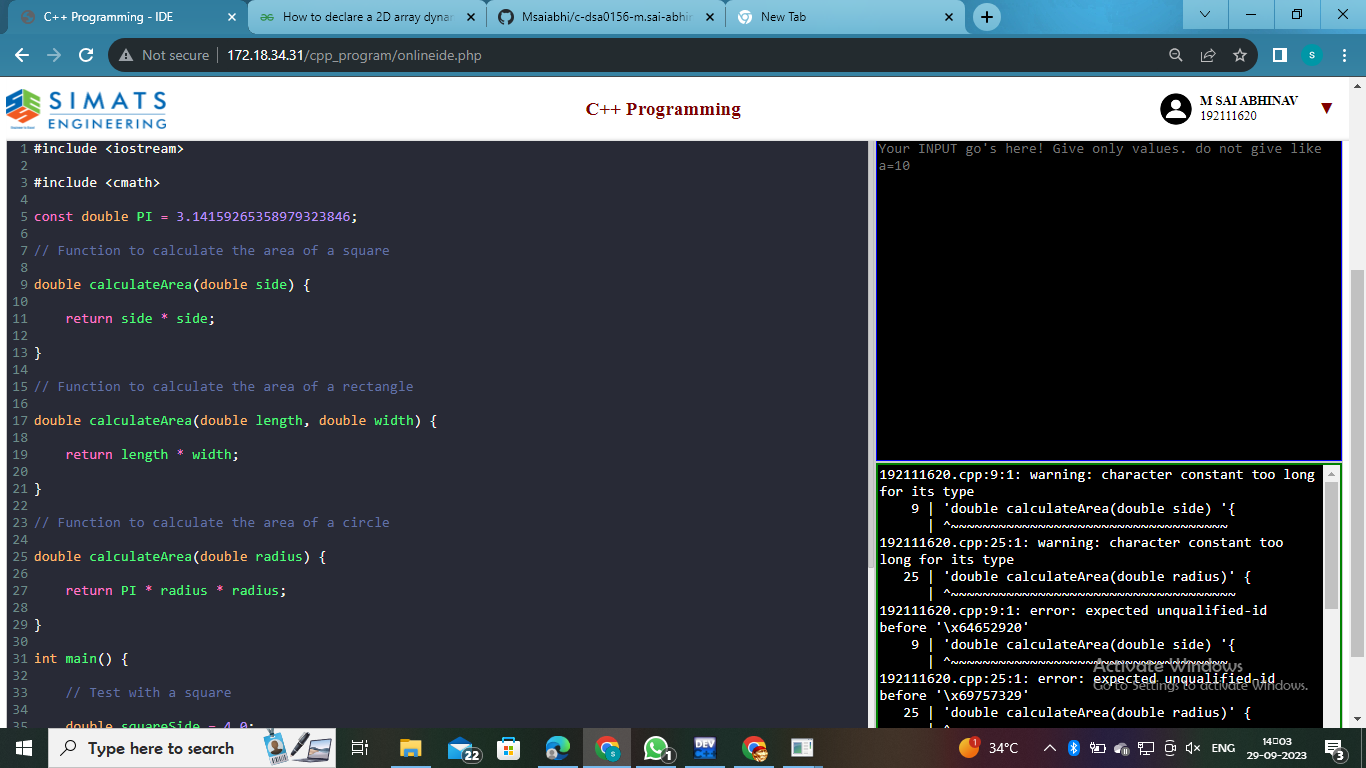 C++ Programming - IDE
How to declare a 2D array dynar
Msaiabhi/c-dsa0156-m.sai-abhin
New Tab
Not secure
172.18.34.31/cpp_program/onlineide.php
S
SIMATS
ENGINEERING
C++ Programming
M SAI ABHINAV
192111620
1 #include <iostream>
2
3 #include <cmath>
4
5 const double PI = 3.14159265358979323846;
6
7 // Function to calculate the area of a square
8
9 double calculateArea(double side) {
10
11 return side * side;
12
13 }
14
15 // Function to calculate the area of a rectangle
16
17 double calculateArea(double length, double width) {
18
19 return length * width;
20
21 }
22
23 // Function to calculate the area of a circle
24
25 double calculateArea(double radius) {
26
27 return PI * radius * radius;
28
29 }
30
31 int main() {
32
33 // Test with a square
34
35 double squareSide = 4.0;
Your INPUT go's here! Give only values. do not give like
a=10
192111620.cpp:9:1: warning: character constant too long
for its type
9 | 'double calculateArea(double side) '{
| ^~~~~~~~~~~~~~~~~~~~~~~~~~~~~~~~~~~~
192111620.cpp:25:1: warning: character constant too
long for its type
25 | 'double calculateArea(double radius)' {
| ^~~~~~~~~~~~~~~~~~~~~~~~~~~~~~~~~~~~~
192111620.cpp:9:1: error: expected unqualified-id
before '\x64652920'
9 | 'double calculateArea(double side) '{
| ^~~~~~~~~~~~~~~~~~~~~~~~~~~~~~~~~~~~
192111620.cpp:25:1: error: expected unqualified-id
before '\x69757329'
25 | 'double calculateArea(double radius)' {
| ^
Activate Windows
Go to Settings to activate Windows.
Type here to search
22
S
1
DEV
1
34°C
ENG
14:03
29-09-2023
3